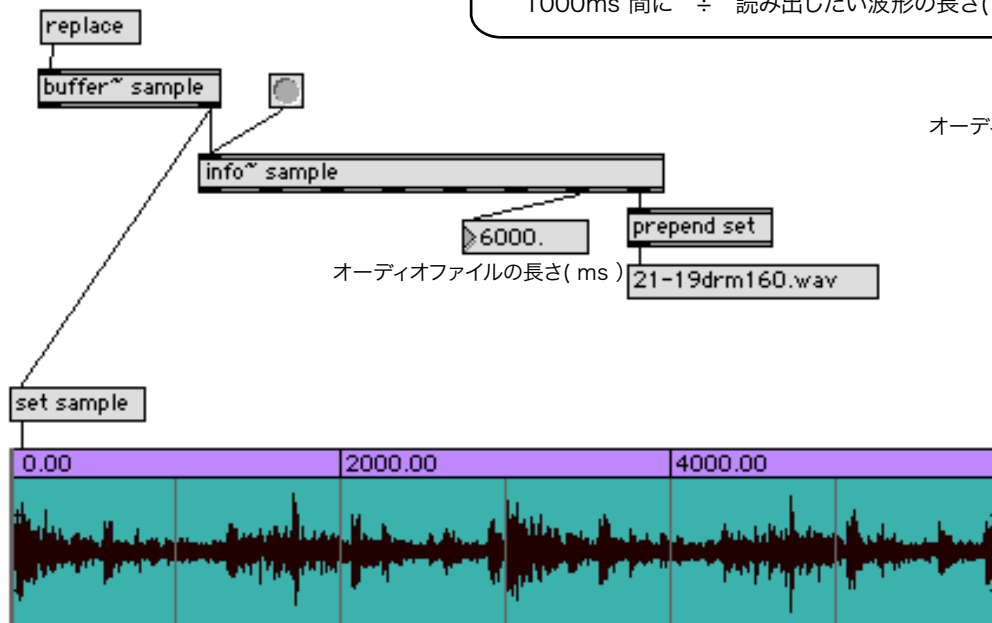 1000ms 間に ÷ 読み出したい波形の長さ(
replace
buffer~ sample
オーデ
info~ sample
6000.
prepend set
オーディオファイルの長さ( ms )
21-19drm160.wav
set sample
0.00 2000.00 4000.00